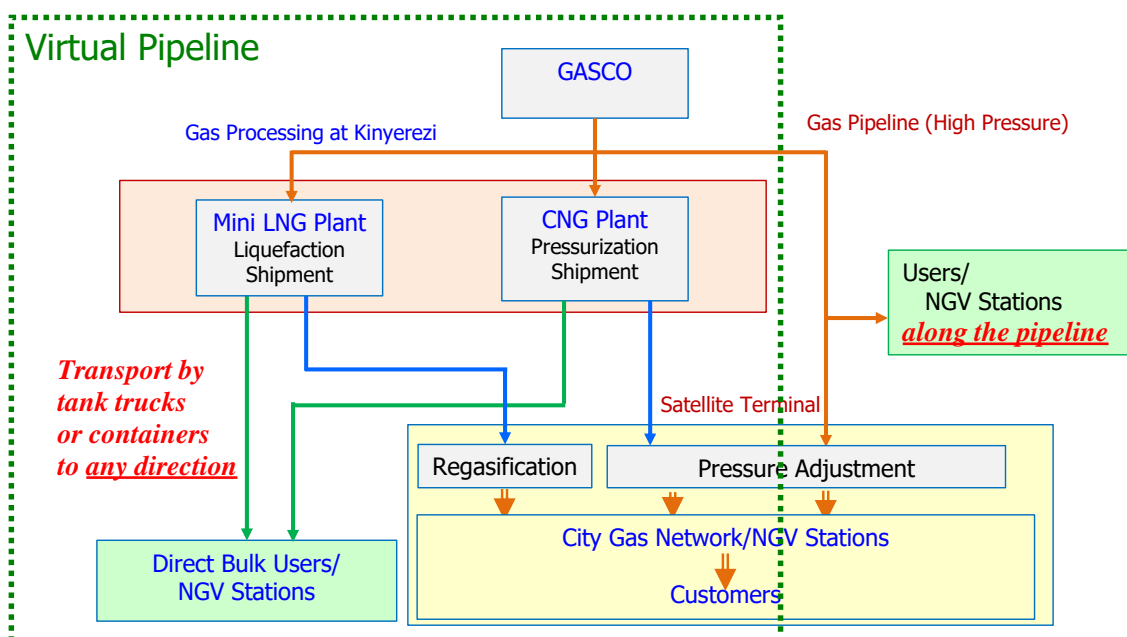 Virtual Pipeline
GASCO
Gas Processing at Kinyerezi
Gas Pipeline (High Pressure)
Mini LNG Plant
Liquefaction
Shipment
CNG Plant
Pressurization
Shipment
Users/
NGV Stations
along the pipeline
Transport by
tank trucks
or containers
to any direction
Satellite Terminal
Regasification
Pressure Adjustment
City Gas Network/NGV Stations
Customers
Direct Bulk Users/
NGV Stations